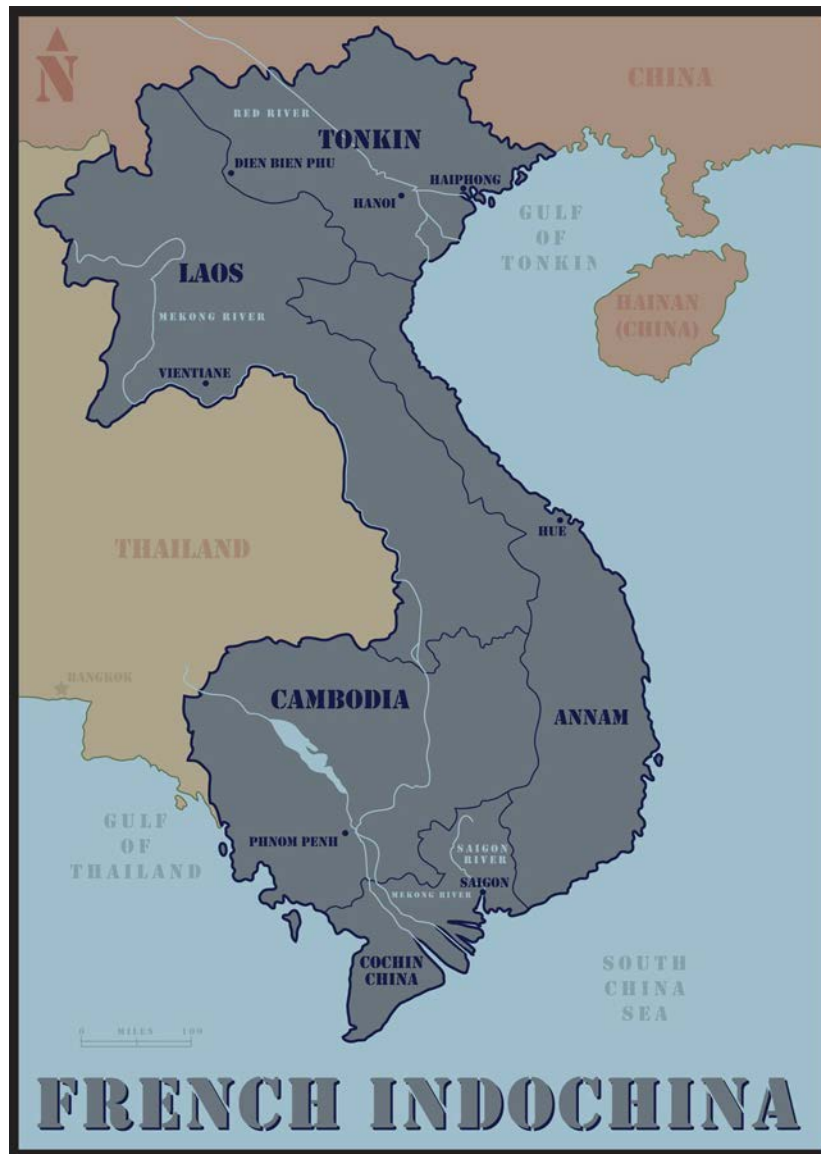 N
CHINA
RED RIVER
TONKIN
DIEN BIEN PHU
HAIPHONG
HANOI
GULF
OF
TONKIN
LAOS
HAINAN
(CHINA)
MEKONG RIVER
VIENTIANE
HUE
THAILAND
BANGKOK
CAMBODIA
ANNAM
GULF
OF
THAILAND
PHNOM PENH
SAIGON
RIVER
SAIGON
MEKONG RIVER
COCHIN
CHINA
SOUTH
CHINA
SEA
0 MILES 100
FRENCH INDOCHINA